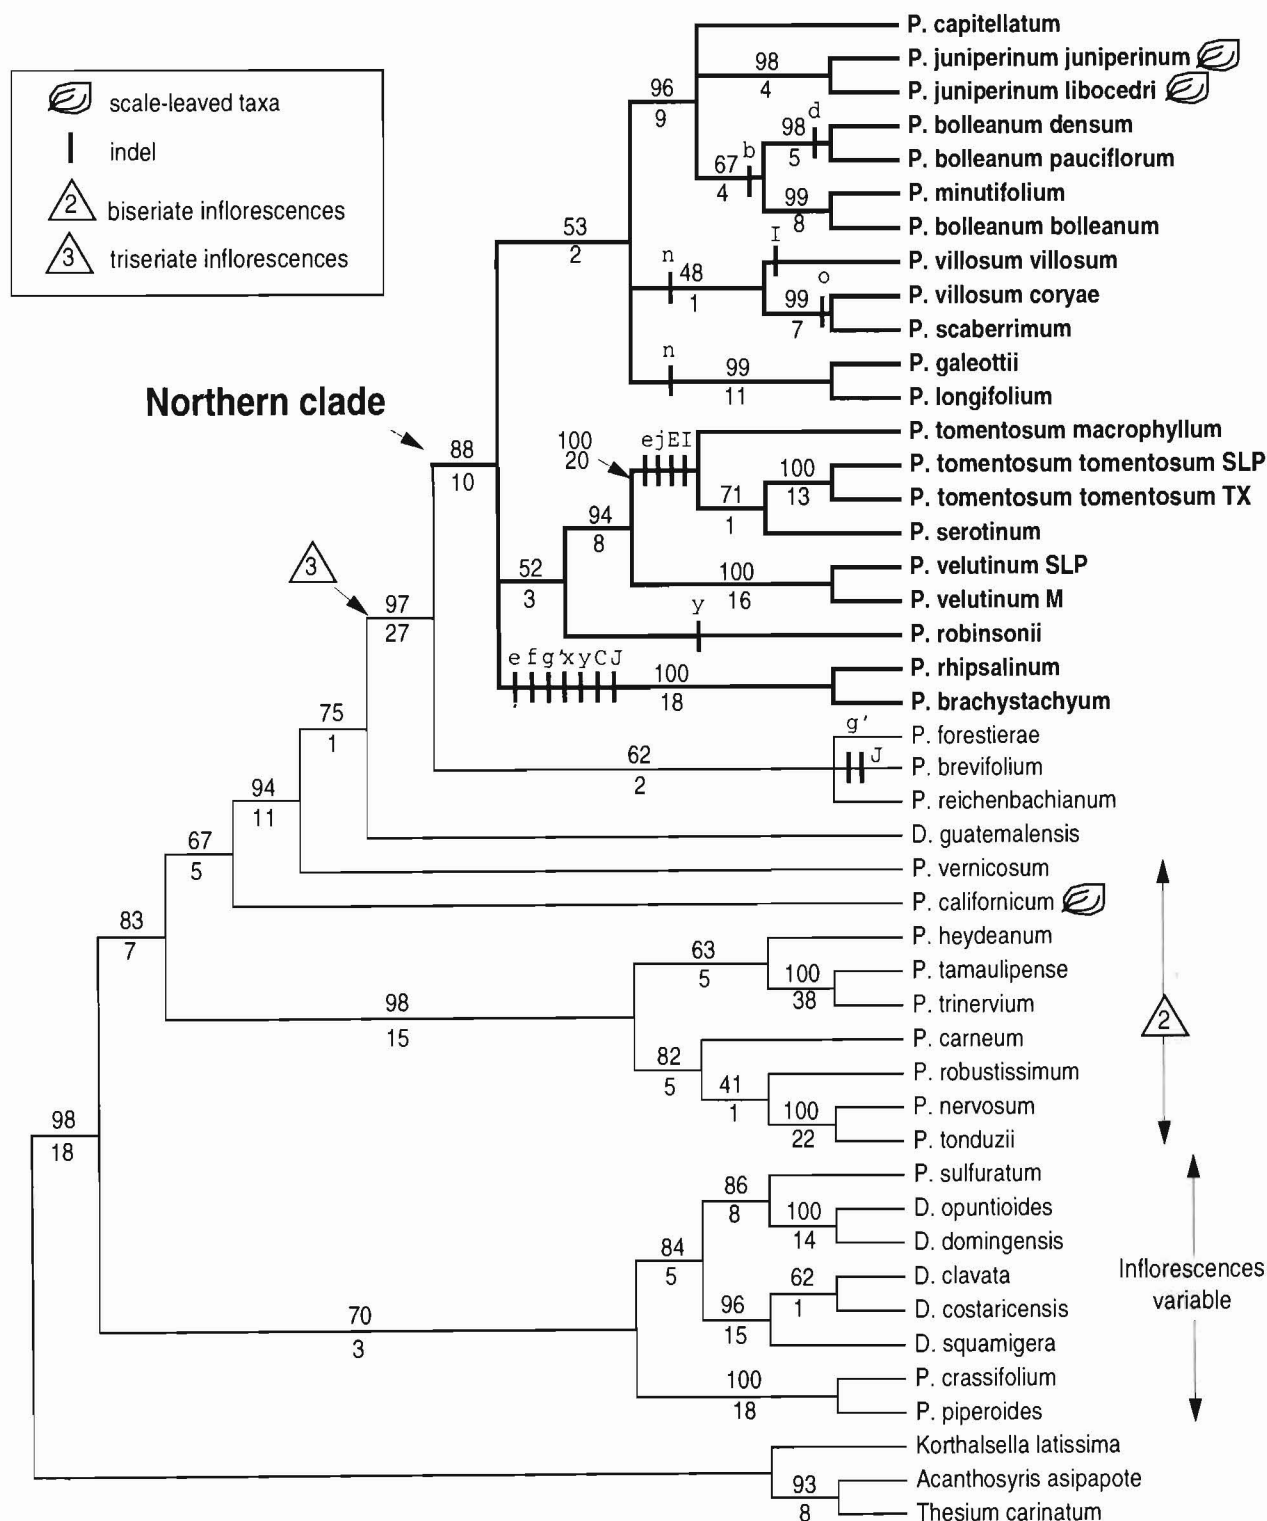 P. capitellatum
98
4
P. juniperinum juniperinum
P. juniperinum libocedri
scale-leaved taxa
indel
2 biseriate inflorescences
3 triseriate inflorescences
96
9
98
5
d
P. bolleanum densum
P. bolleanum pauciflorum
67
4
b
99
8
P. minutifolium
P. bolleanum bolleanum
53
2
n
48
1
I
P. villosum villosum
99
7
o
P. villosum coryae
P. scaberrimum
n
99
11
P. galeottii
P. longifolium
Northern clade
88
10
100
20
ejEI
P. tomentosum macrophyllum
71
1
100
13
P. tomentosum tomentosum SLP
P. tomentosum tomentosum TX
P. serotinum
94
8
52
3
100
16
P. velutinum SLP
P. velutinum M
y
P. robinsonii
3
97
27
e f g'x y C J
100
18
P. rhipsalinum
P. brachystachyum
75
1
62
2
g'
J
P. forestierae
P. brevifolium
P. reichenbachianum
94
11
D. guatemalensis
67
5
P. vernicosum
P. californicum
83
7
63
5
P. heydeanum
100
38
P. tamaulipense
P. trinervium
2
98
15
82
5
P. carneum
41
1
P. robustissimum
100
22
P. nervosum
P. tonduzii
98
18
86
8
P. sulfuratum
100
14
D. opuntioides
D. domingensis
84
5
62
1
D. clavata
D. costaricensis
96
15
D. squamigera
Inflorescences
variable
70
3
100
18
P. crassifolium
P. piperoides
Korthalsella latissima
93
8
Acanthosyris asipapote
Thesium carinatum